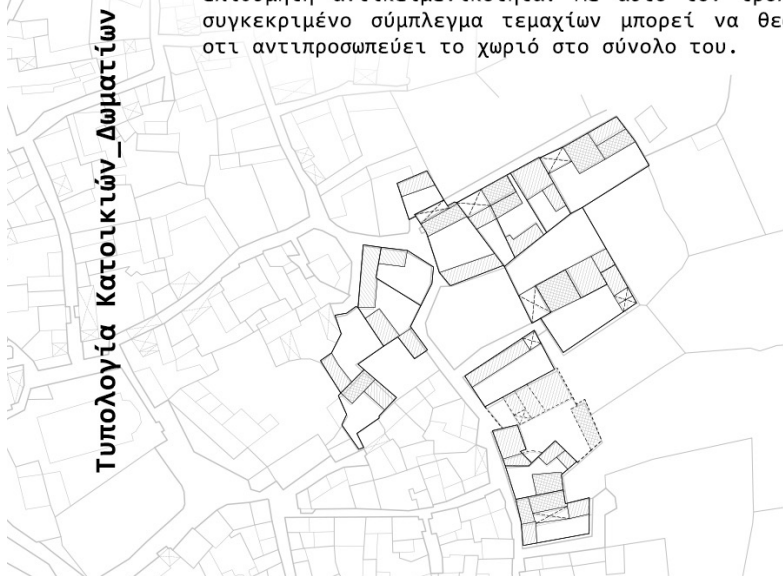 συγκεκριμένο σύμπλεγμα τεμαχίων μπορεί να
οτι αντιπροσωπεύει το χωριό στο σύνολο του.
Τυπολογία Κατοικιών_Δωματίων